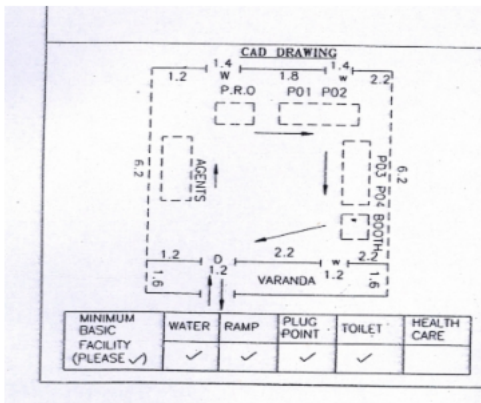 CAD DRAWING
1.4 1.4
1.2 W 1.8 w 2.2
P.R.O P01 P02
6.2 AGENTS P03 P04 6.2
BOOTH
1.2 D 2.2 w 2.2
1.2 1.2
1.6 VARANDA 1.6
MINIMUM BASIC FACILITY (PLEASE ✓) WATER RAMP PLUG POINT TOILET HEALTH CARE
✓ ✓ ✓ ✓